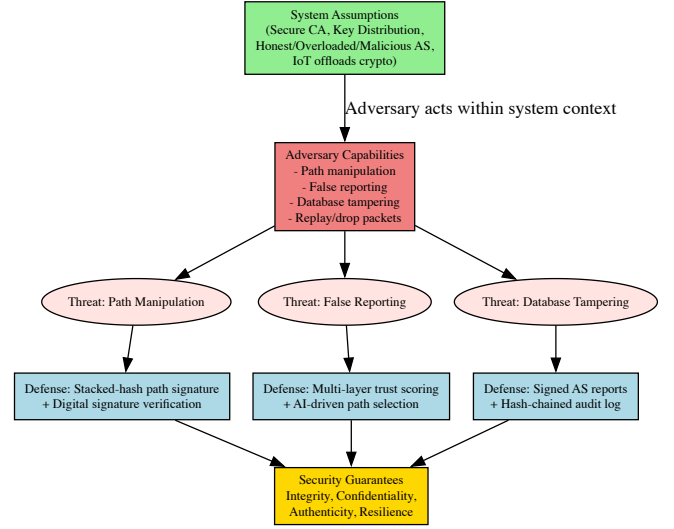 System Assumptions
(Secure CA, Key Distribution,
Honest/Overloaded/Malicious AS,
IoT offloads crypto)
Adversary acts within system context
Adversary Capabilities
- Path manipulation
- False reporting
- Database tampering
- Replay/drop packets
Threat: Path Manipulation
Threat: False Reporting
Threat: Database Tampering
Defense: Stacked-hash path signature
+ Digital signature verification
Defense: Multi-layer trust scoring
+ AI-driven path selection
Defense: Signed AS reports
+ Hash-chained audit log
Security Guarantees
Integrity, Confidentiality,
Authenticity, Resilience